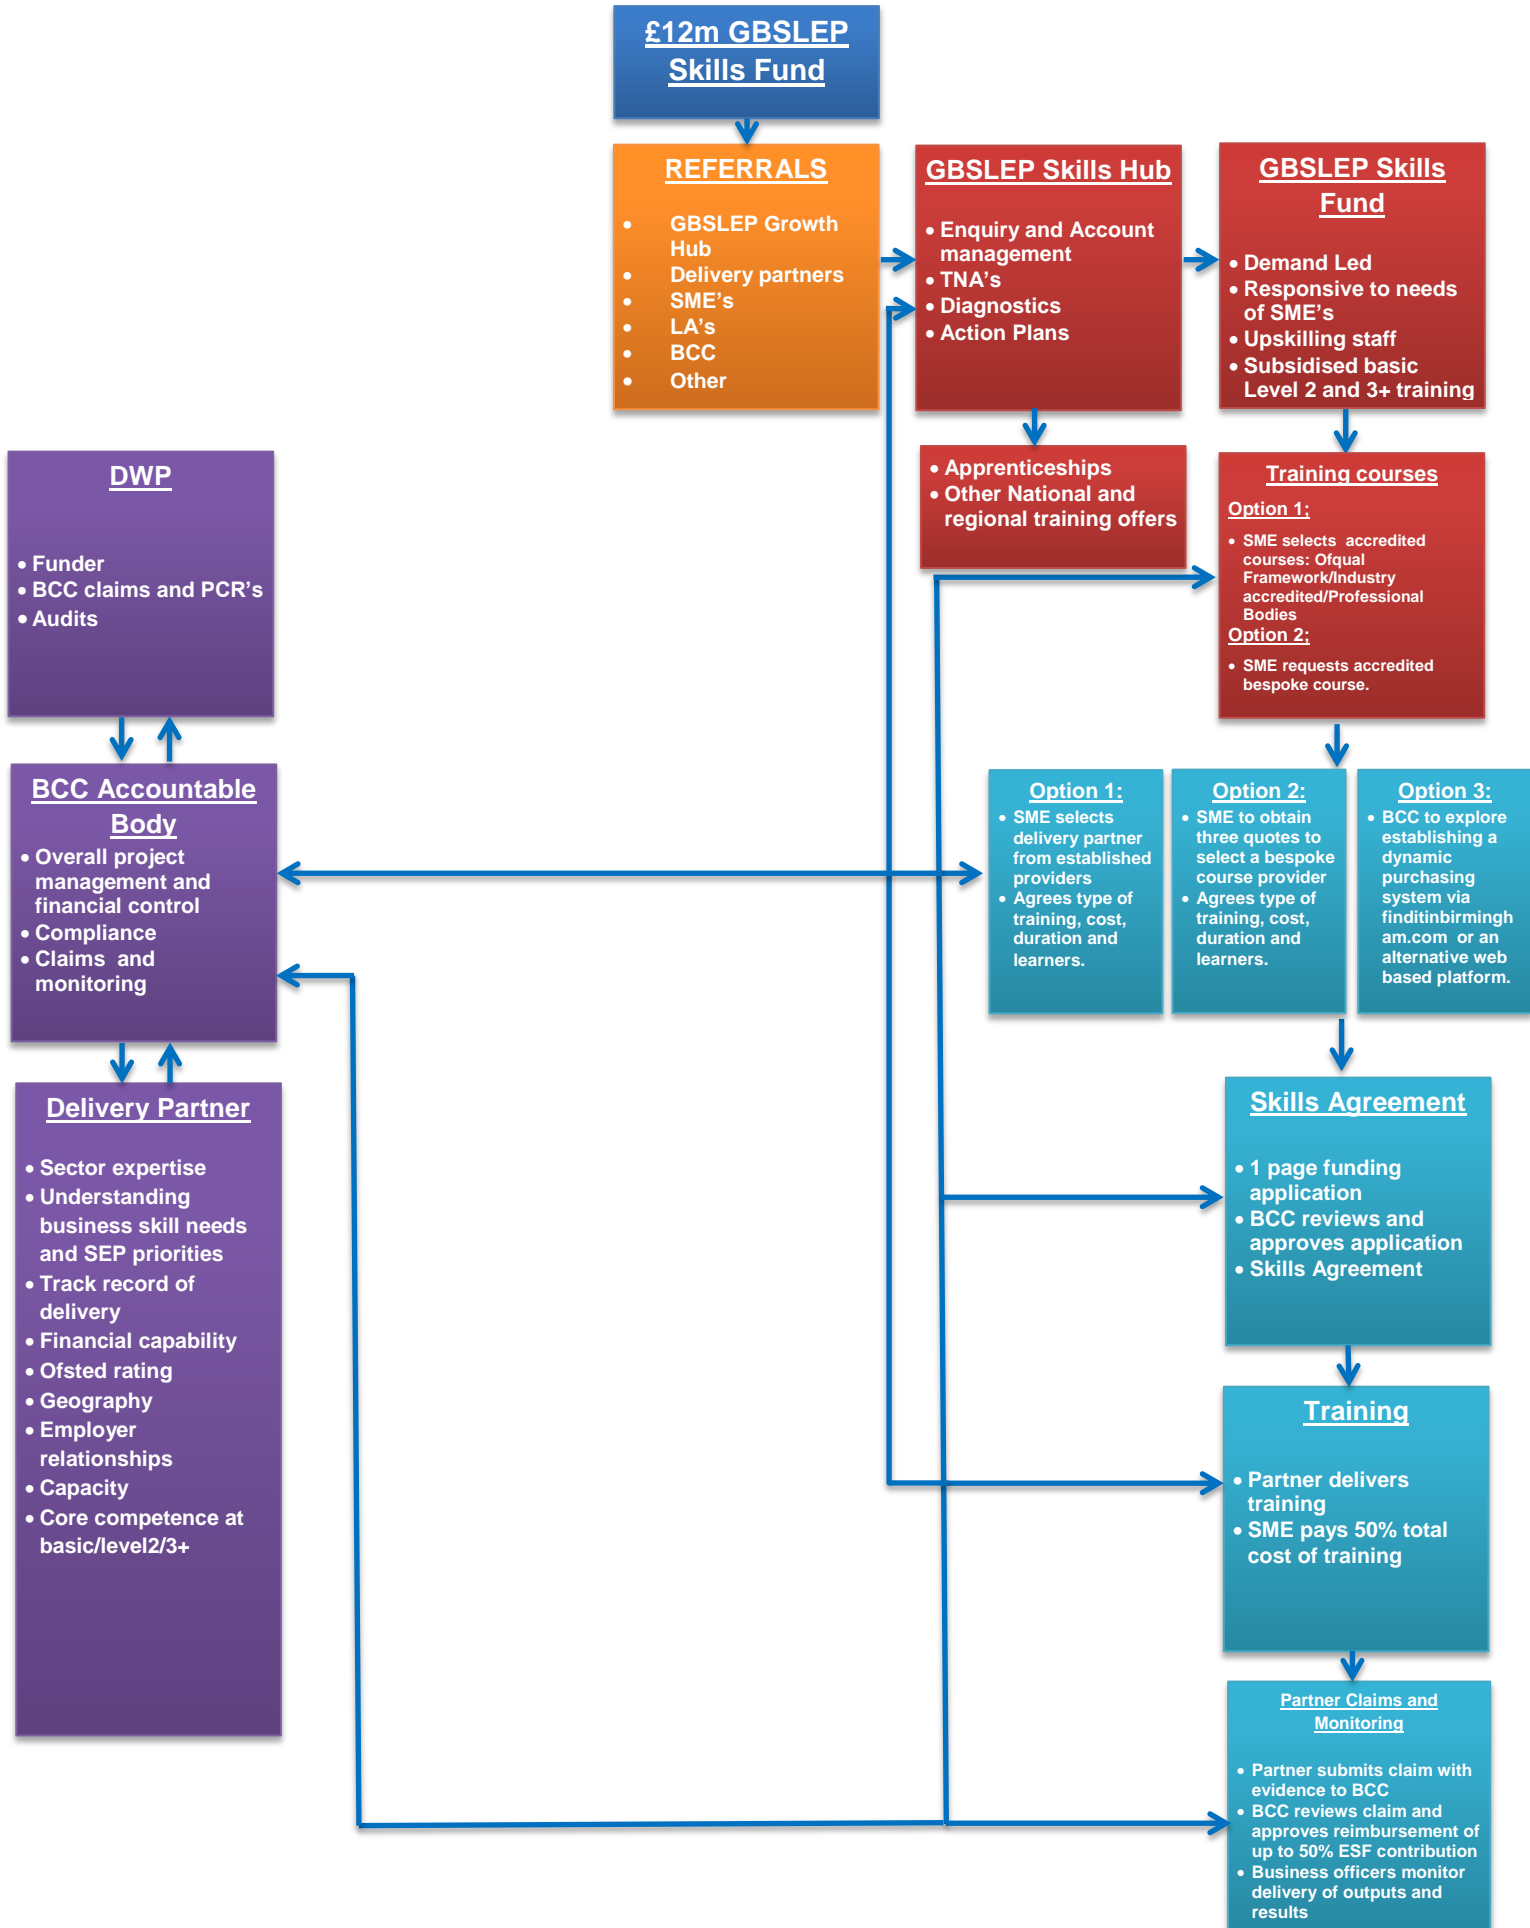 £12m GBSLEP
Skills Fund
REFERRALS
• GBSLEP Growth
Hub
• Delivery partners
• SME's
• LA's
• BCC
• Other
GBSLEP Skills Hub
• Enquiry and Account
management
• TNA's
• Diagnostics
• Action Plans
GBSLEP Skills
Fund
• Demand Led
• Responsive to needs
of SME's
• Upskilling staff
• Subsidised basic
Level 2 and 3+ training
• Apprenticeships
• Other National and
regional training offers
Training courses
Option 1;
• SME selects accredited
courses: Ofqual
Framework/Industry
accredited/Professional
Bodies
Option 2;
• SME requests accredited
bespoke course.
DWP
• Funder
• BCC claims and PCR's
• Audits
BCC Accountable
Body
• Overall project
management and
financial control
• Compliance
• Claims and
monitoring
Delivery Partner
• Sector expertise
• Understanding
business skill needs
and SEP priorities
• Track record of
delivery
• Financial capability
• Ofsted rating
• Geography
• Employer
relationships
• Capacity
• Core competence at
basic/level2/3+
Option 1:
• SME selects
delivery partner
from established
providers
• Agrees type of
training, cost,
duration and
learners.
Option 2:
• SME to obtain
three quotes to
select a bespoke
course provider
• Agrees type of
training, cost,
duration and
learners.
Option 3:
• BCC to explore
establishing a
dynamic
purchasing
system via
finditinbirmingh
am.com or an
alternative web
based platform.
Skills Agreement
• 1 page funding
application
• BCC reviews and
approves application
• Skills Agreement
Training
• Partner delivers
training
• SME pays 50% total
cost of training
Partner Claims and
Monitoring
• Partner submits claim with
evidence to BCC
• BCC reviews claim and
approves reimbursement of
up to 50% ESF contribution
• Business officers monitor
delivery of outputs and
results